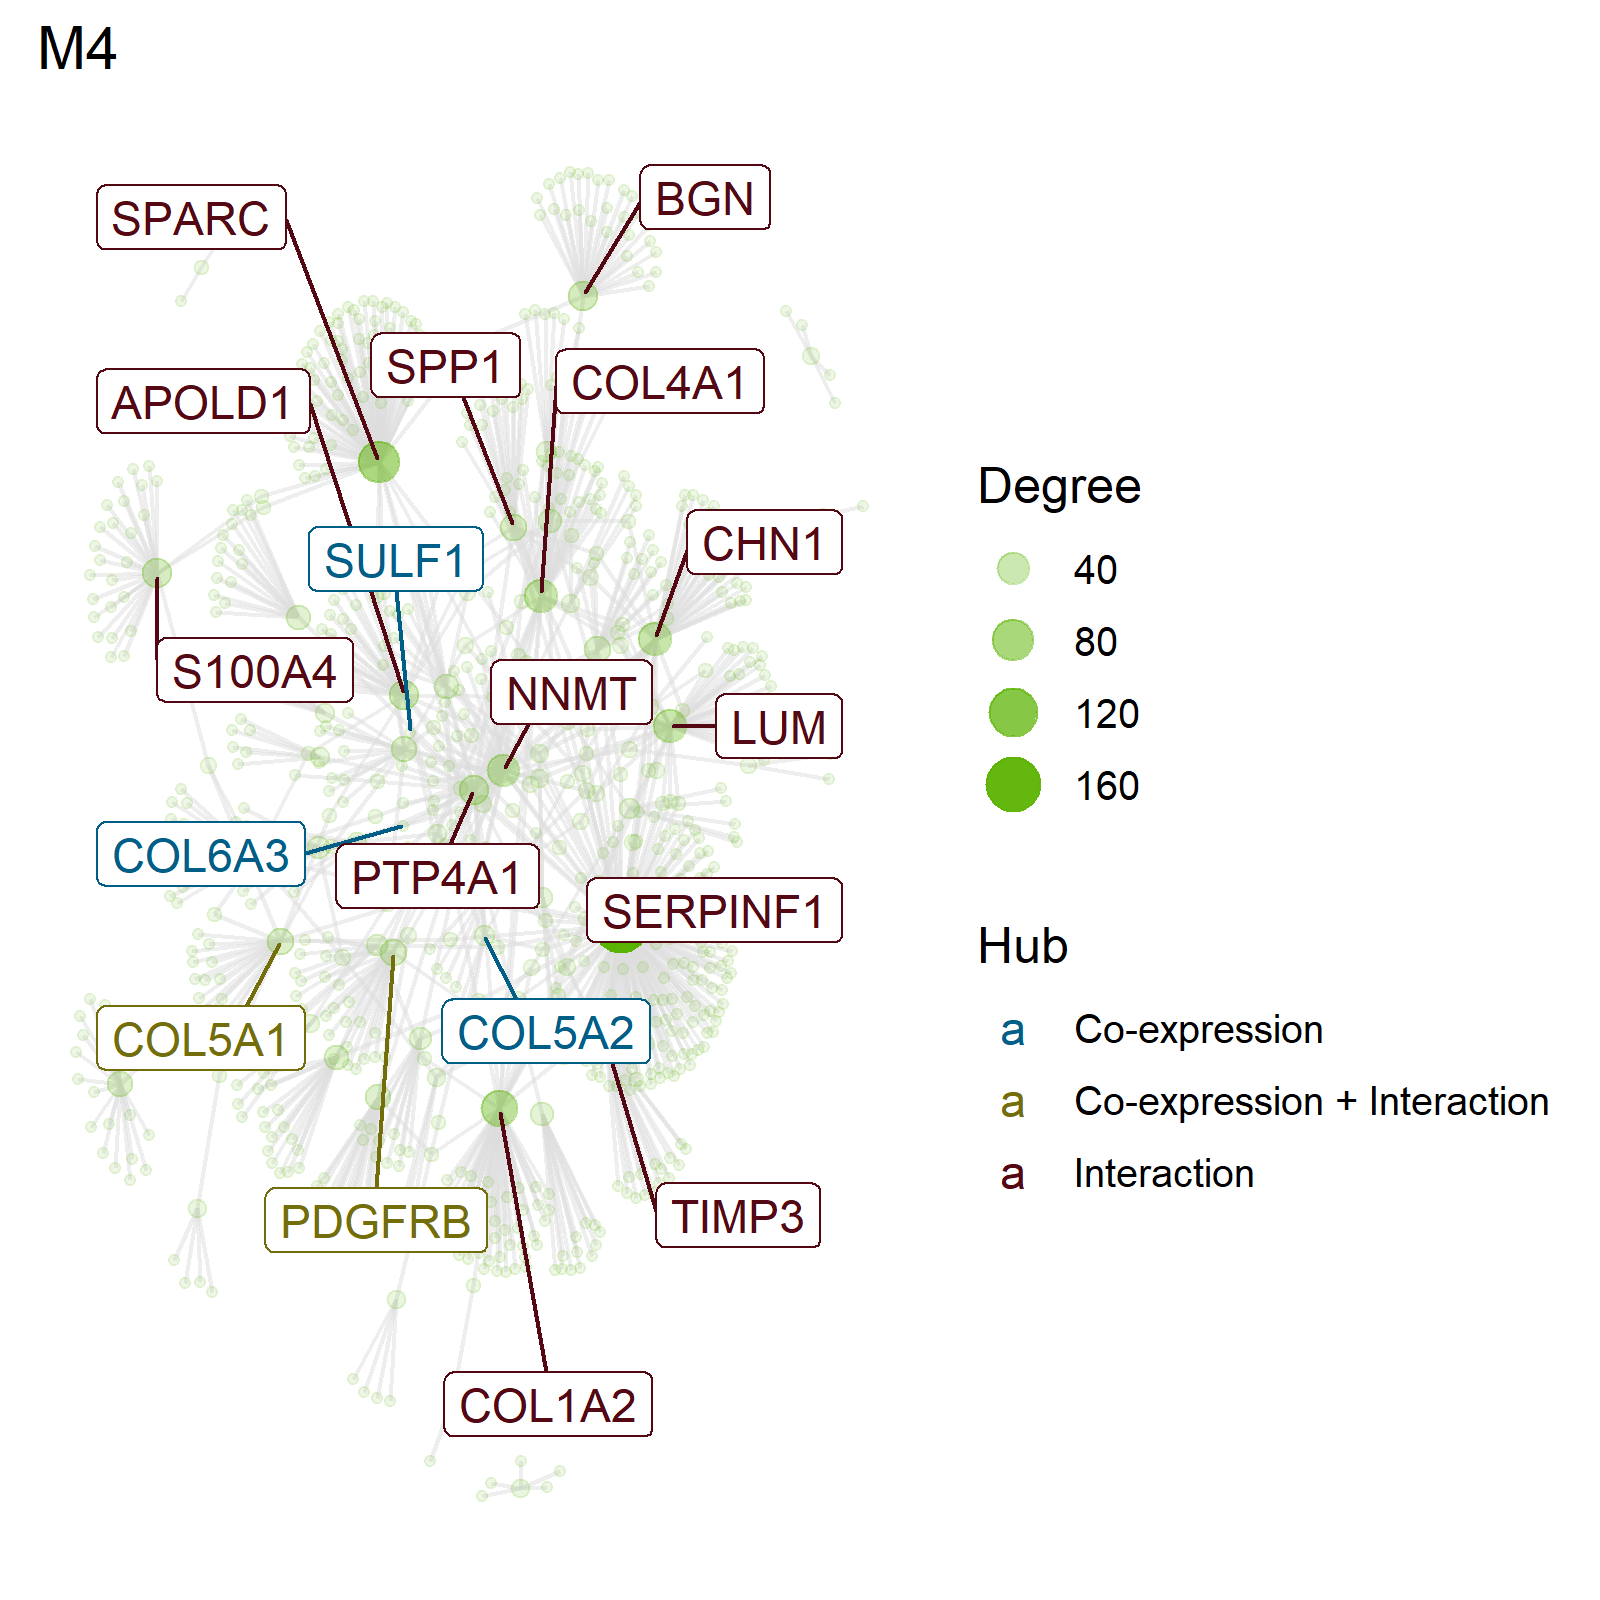 M4
BGN
SPARC
SPP1
COL4A1
APOLD1
CHN1
SULF1
S100A4
NNMT
LUM
COL6A3
PTP4A1
SERPINF1
COL5A1
COL5A2
PDGFRB
TIMP3
COL1A2
Degree
40
80
120
160
Hub
a Co-expression
a Co-expression + Interaction
a Interaction